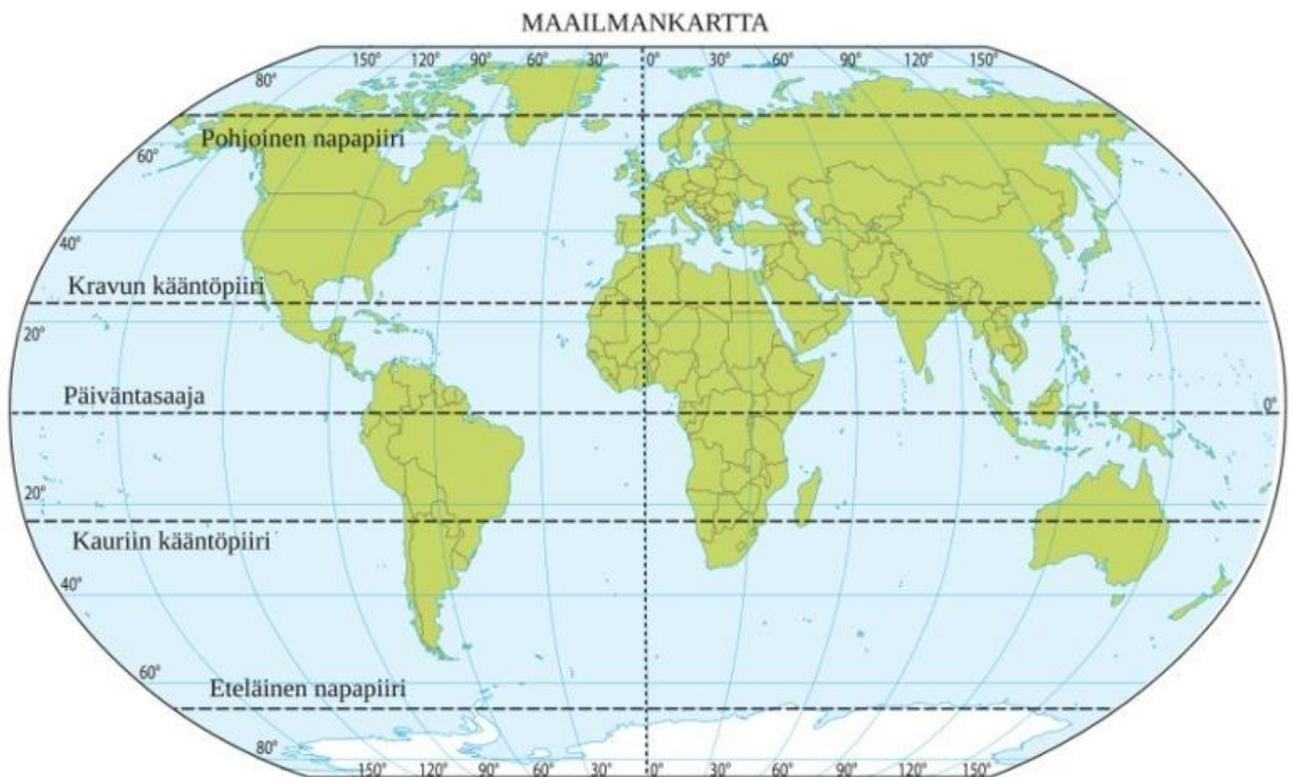 MAAILMANKARTTA
150° 120° 90° 60° 30° 0° 30° 60° 90° 120° 150°
80°
Pohjoinen napapiiri
60°
40°
Kravun kääntöpiiri
20°
Päiväntasaaja
0°
20°
Kauriin kääntöpiiri
40°
60°
Eteläinen napapiiri
80°
150° 120° 90° 60° 30° 0° 30° 60° 90° 120° 150°